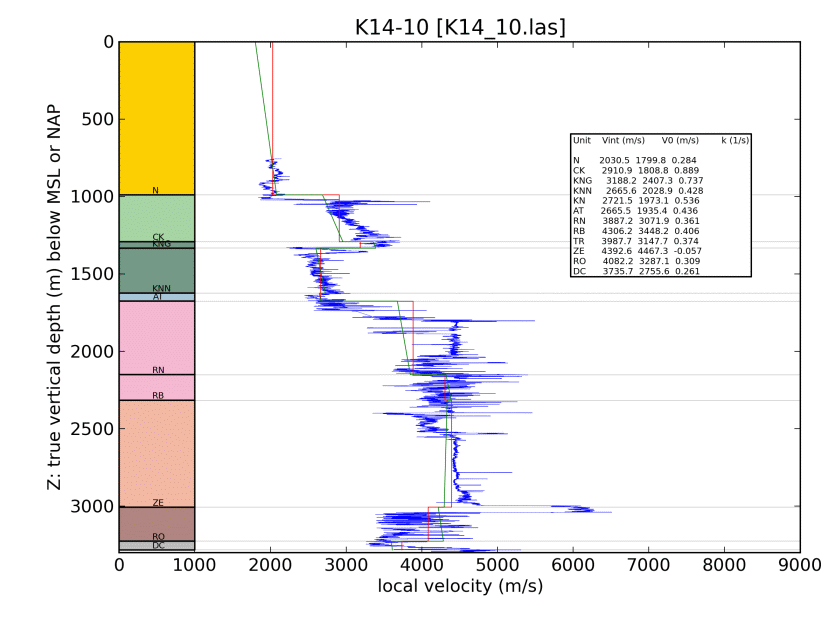 K14-10 [K14_10.las]
0
500
1000
1500
2000
2500
3000
Z: true vertical depth (m) below MSL or NAP
N
CK
KNG
KNN
AT
RN
RB
ZE
RO
DC
Unit Vint (m/s) V0 (m/s) k (1/s)
N 2030.5 1799.8 0.284
CK 2910.9 1808.8 0.889
KNG 3188.2 2407.3 0.737
KNN 2665.6 2028.9 0.428
KN 2721.5 1973.1 0.536
AT 2665.5 1935.4 0.436
RN 3887.2 3071.9 0.361
RB 4306.2 3448.2 0.406
TR 3987.7 3147.7 0.374
ZE 4392.6 4467.3 -0.057
RO 4082.2 3287.1 0.309
DC 3735.7 2755.6 0.261
0 1000 2000 3000 4000 5000 6000 7000 8000 9000
local velocity (m/s)